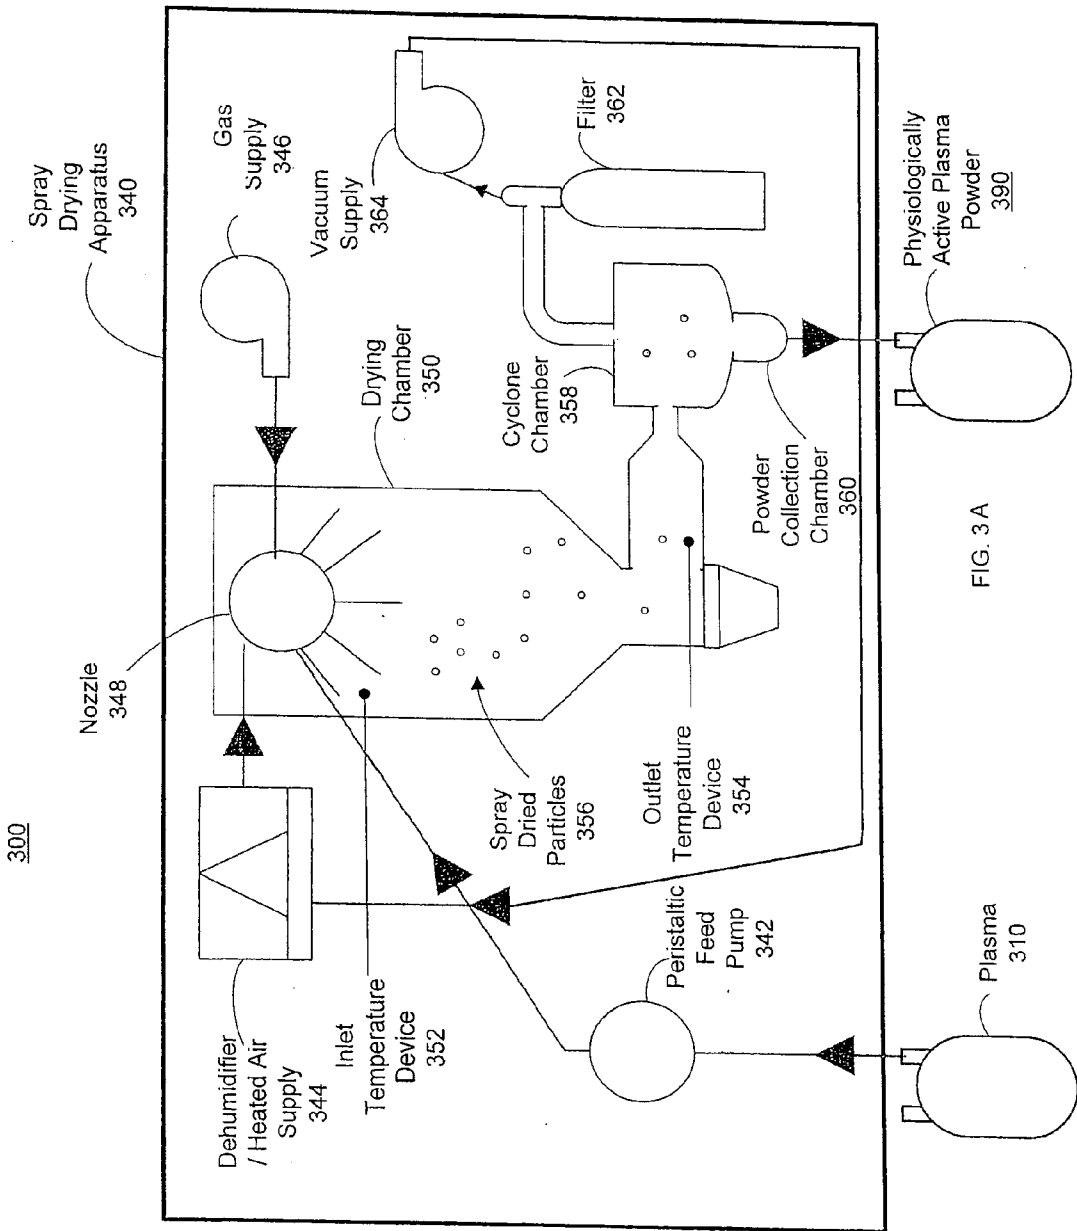 300
Spray
Drying
Apparatus
340
Nozzle
348
Gas
Supply
346
Dehumidifier
/ Heated Air
Supply
344
Vacuum
Supply
364
Drying
Chamber
350
Inlet
Temperature
Device
352
Spray
Dried
Particles
356
Cyclone
Chamber
358
Filter
362
Peristaltic
Feed
Pump
342
Outlet
Temperature
Device
354
Powder
Collection
Chamber
360
Plasma
310
Physiologically
Active Plasma
Powder
390
FIG. 3A